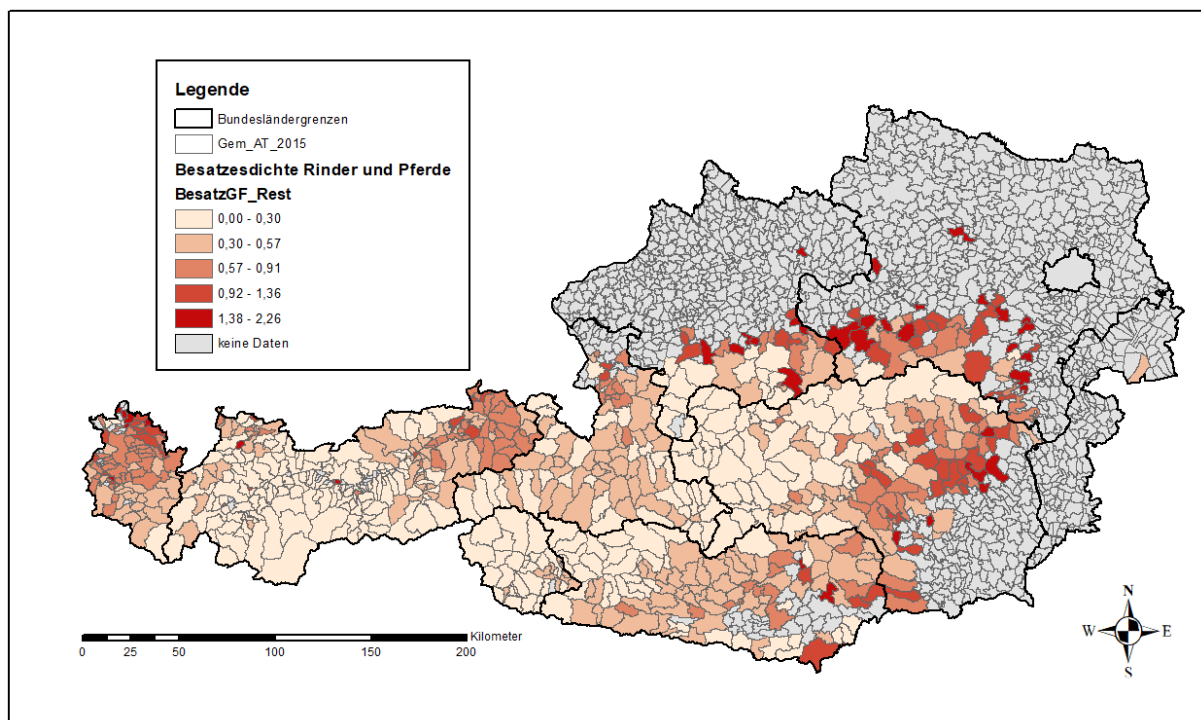 Legende
Bundesländergrenzen
Gem_AT_2015
Besatzesdichte Rinder und Pferde
BesatzGF_Rest
0,00 - 0,30
0,30 - 0,57
0,57 - 0,91
0,92 - 1,36
1,38 - 2,26
keine Daten
N
W E
S
Kilometer
0 25 50 100 150 200